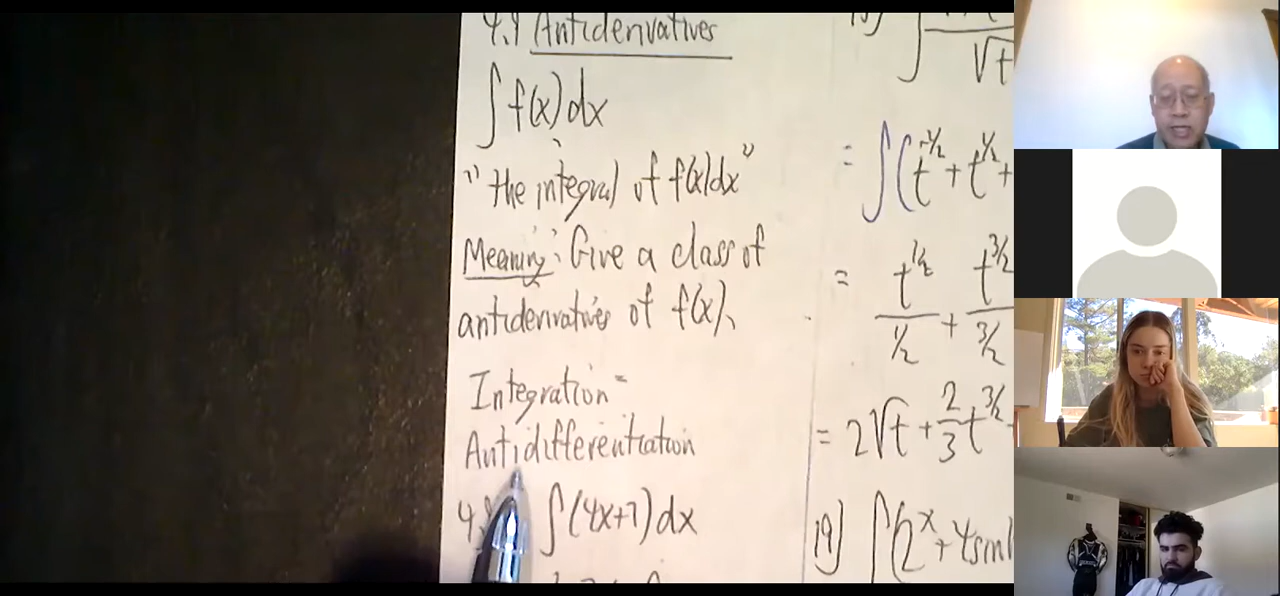 4.9 Antiderivatives
∫ f(x) dx
"the integral of f(x)dx"
Meaning: Give a class of
antiderivatives of f(x).
Integration =
Antidifferentiation
∫(4x+7) dx
√t
= ∫( t^-1/2 + t^1/2 +
= t^1/2 / 1/2 + t^3/2 / 3/2
= 2√t + 2/3 t^3/2
19) ∫(2^x + 4sinh